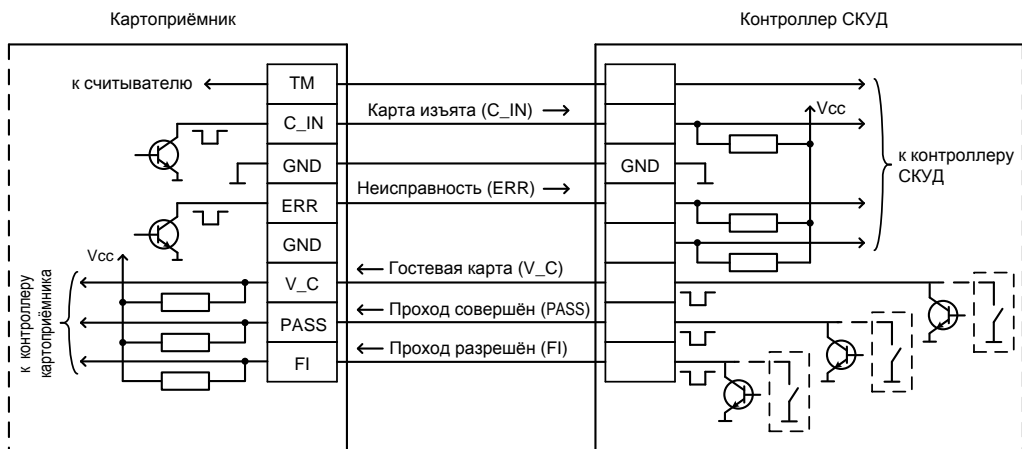 Картоприёмник
Контроллер СКУД
к считывателю
TM
Карта изъята (C_IN)
Vcc
C_IN
GND
GND
к контроллеру
СКУД
Неисправность (ERR)
ERR
GND
Vcc
Гостевая карта (V_C)
V_C
Проход совершён (PASS)
PASS
Проход разрешён (FI)
FI
к контроллеру
картоприёмника